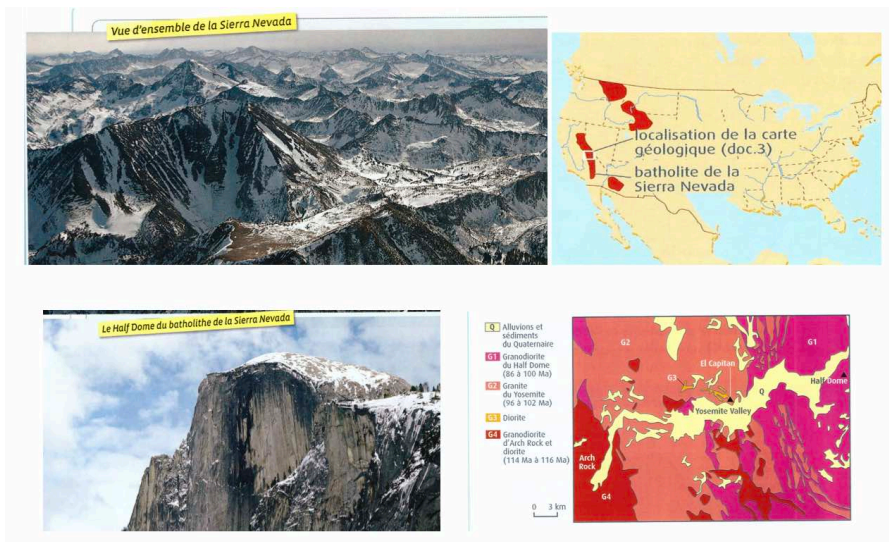 Vue d'ensemble de la Sierra Nevada
localisation de la carte
géologique (doc.3)
batholite de la
Sierra Nevada
Le Half Dome du batholithe de la Sierra Nevada
Q Alluvions et
sédiments
du Quaternaire
G1 Granodiorite
du Half Dome
(86 à 100 Ma)
G2 Granite
du Yosemite
(96 à 102 Ma)
G3 Diorite
G4 Granodiorite
d'Arch Rock et
diorite
(114 Ma à 116 Ma)
0 3 km
G2
G1
El Capitan
G3
Half Dome
Q
Yosemite Valley
Arch
Rock
G4